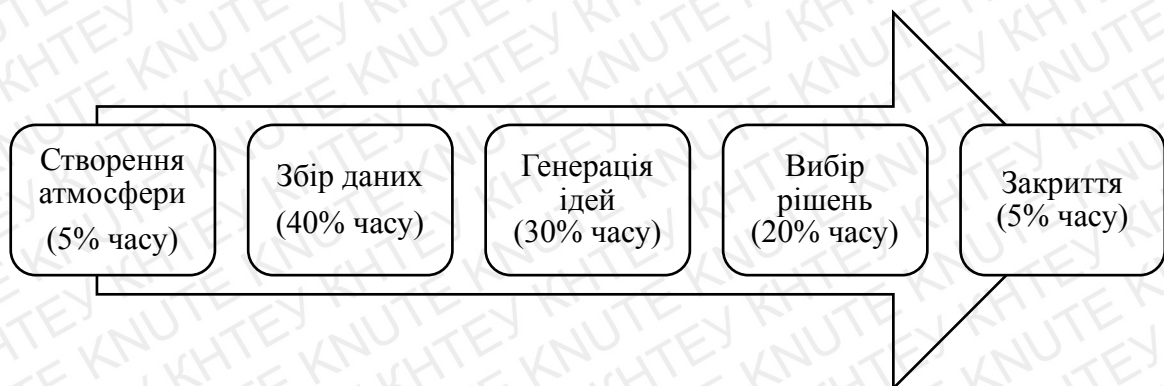 Створення
атмосфери
(5% часу)
Збір даних
(40% часу)
Генерація
ідей
(30% часу)
Вибір
рішень
(20% часу)
Закриття
(5% часу)